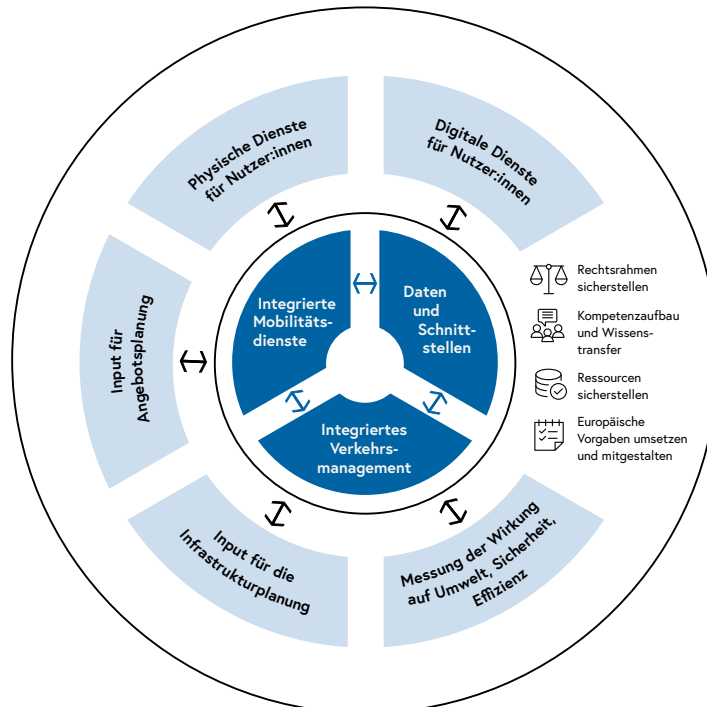 Physische Dienste
für Nutzer:innen
Digitale Dienste
für Nutzer:innen
Input für
Angebotsplanung
Integrierte
Mobilitäts-
dienste
Daten
und
Schnitt-
stellen
Integriertes
Verkehrs-
management
Rechtsrahmen
sicherstellen
Kompetenzaufbau
und Wissens-
transfer
Ressourcen
sicherstellen
Europäische
Vorgaben umsetzen
und mitgestalten
Input für die
Infrastrukturplanung
Messung der Wirkung
auf Umwelt, Sicherheit,
Effizienz